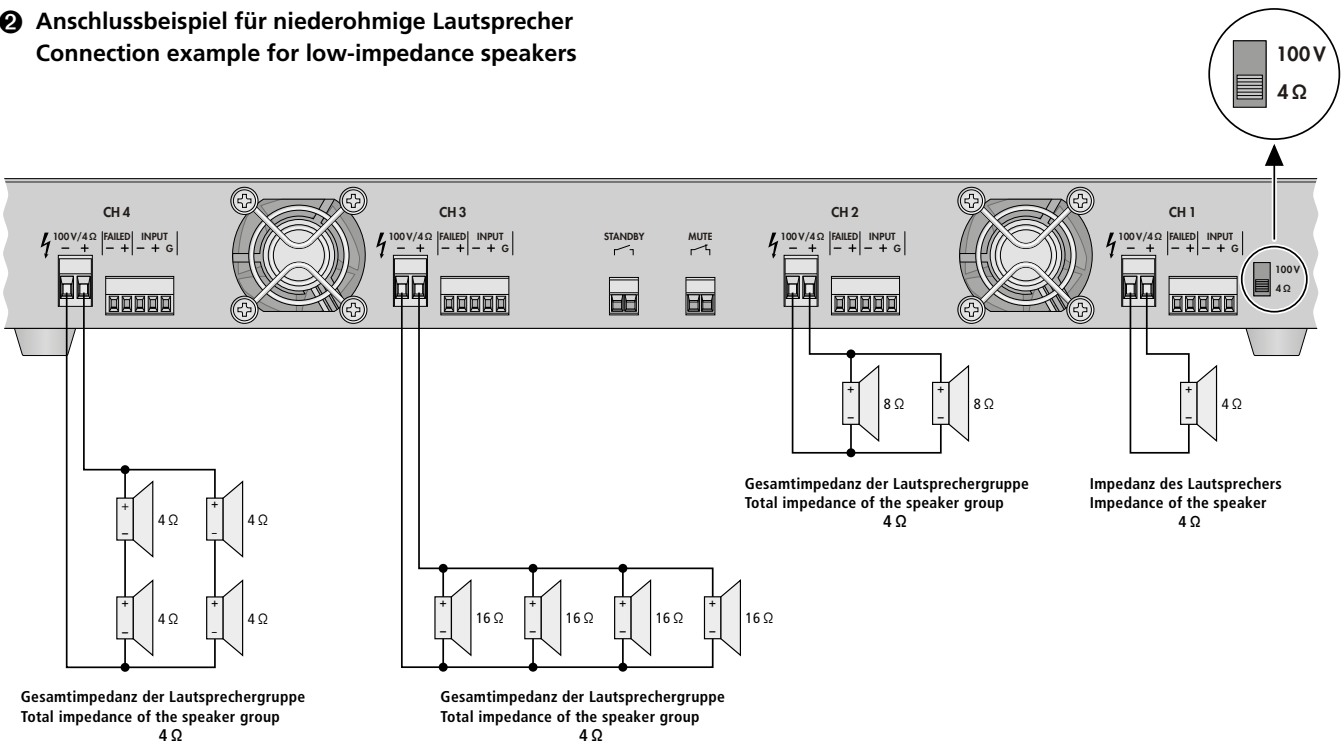 ❷ Anschlussbeispiel für niederohmige Lautsprecher
Connection example for low-impedance speakers
100 V
4 Ω
CH 4
100 V/4 Ω FAILED INPUT
− + − + − + G
CH 3
100 V/4 Ω FAILED INPUT
− + − + − + G
STANDBY
MUTE
CH 2
100 V/4 Ω FAILED INPUT
− + − + − + G
CH 1
100 V/4 Ω FAILED INPUT
− + − + − + G
100 V
4 Ω
+ − 8 Ω
+ − 8 Ω
+ − 4 Ω
Gesamtimpedanz der Lautsprechergruppe
Total impedance of the speaker group
4 Ω
Impedanz des Lautsprechers
Impedance of the speaker
4 Ω
+ − 4 Ω
+ − 4 Ω
+ − 4 Ω
+ − 4 Ω
+ − 16 Ω
+ − 16 Ω
+ − 16 Ω
+ − 16 Ω
Gesamtimpedanz der Lautsprechergruppe
Total impedance of the speaker group
4 Ω
Gesamtimpedanz der Lautsprechergruppe
Total impedance of the speaker group
4 Ω